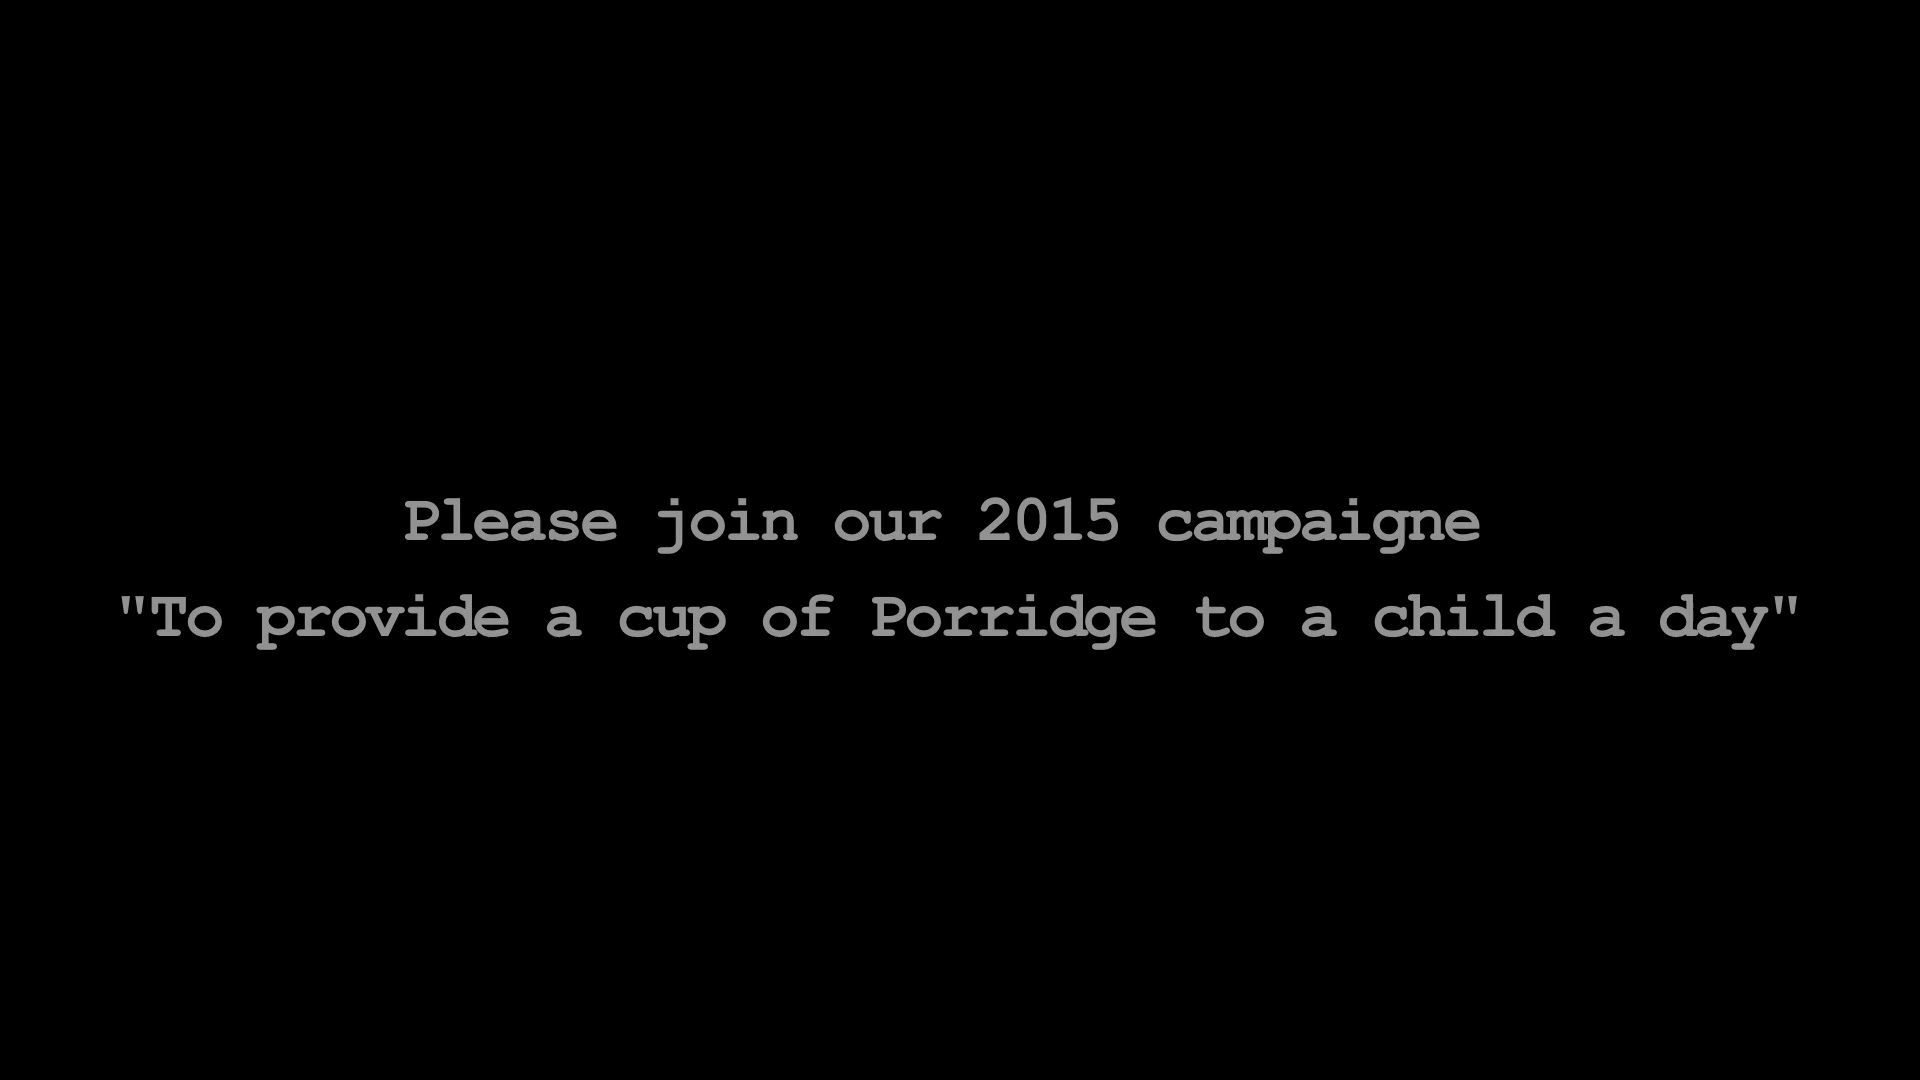 Please join our 2015 campaigne
"To provide a cup of Porridge to a child a day"